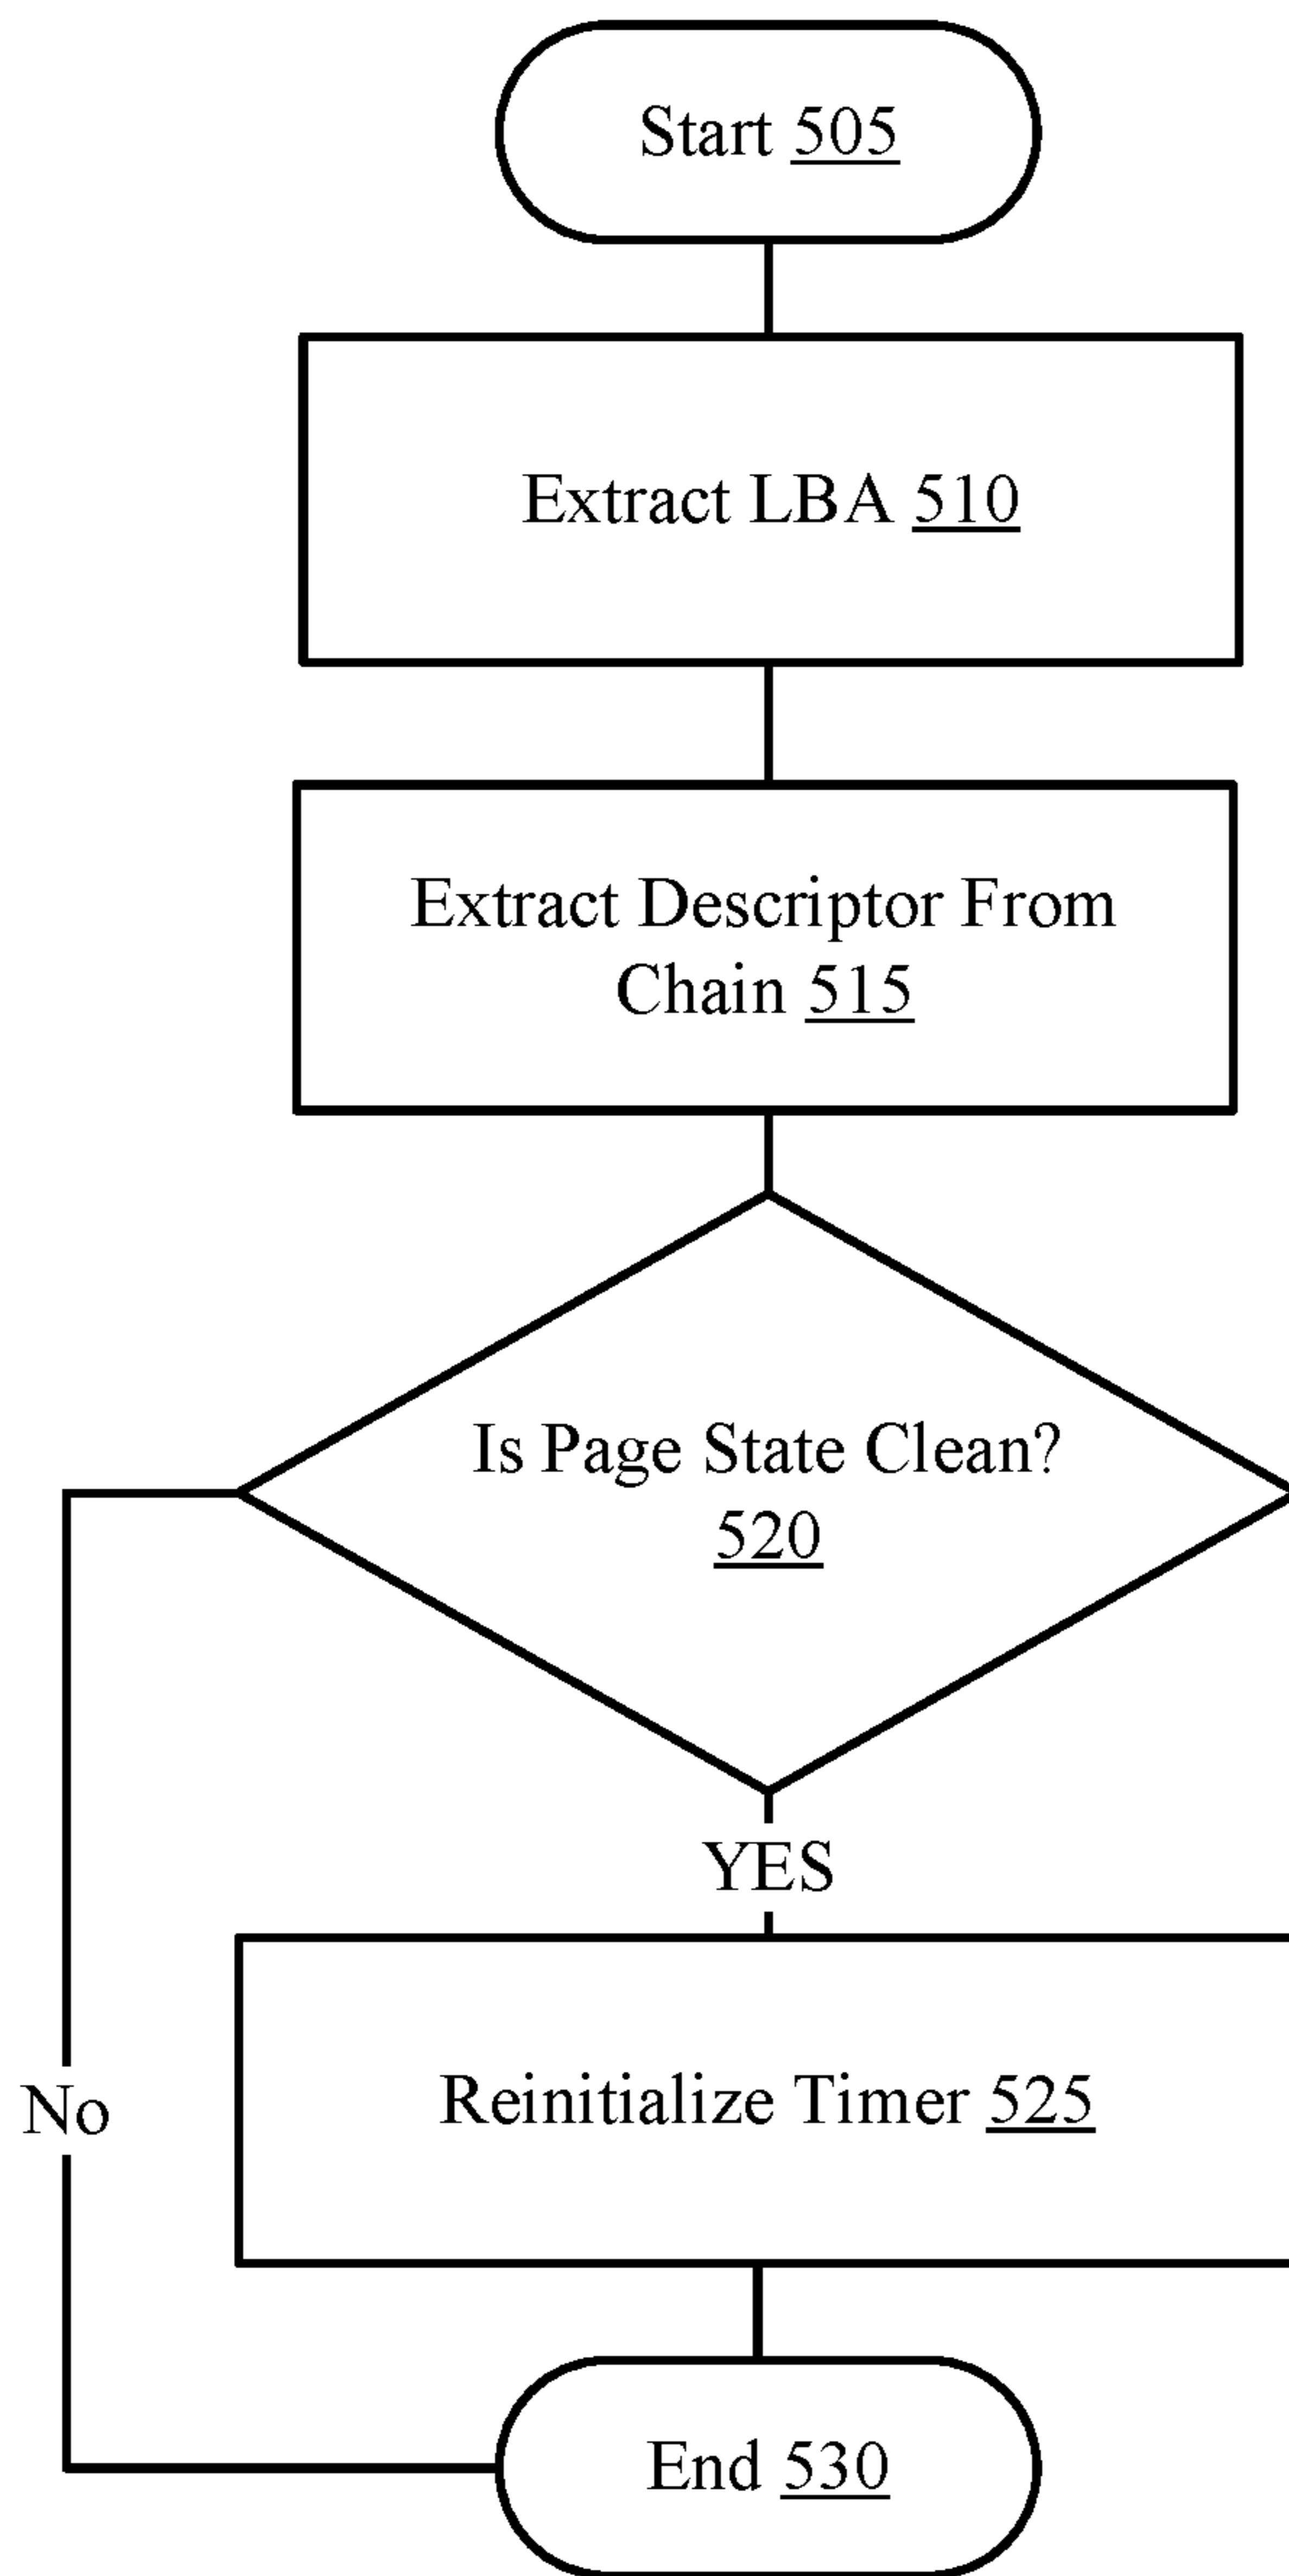 Start 505
Extract LBA 510
Extract Descriptor From
Chain 515
Is Page State Clean?
520
YES
Reinitialize Timer 525
No
End 530